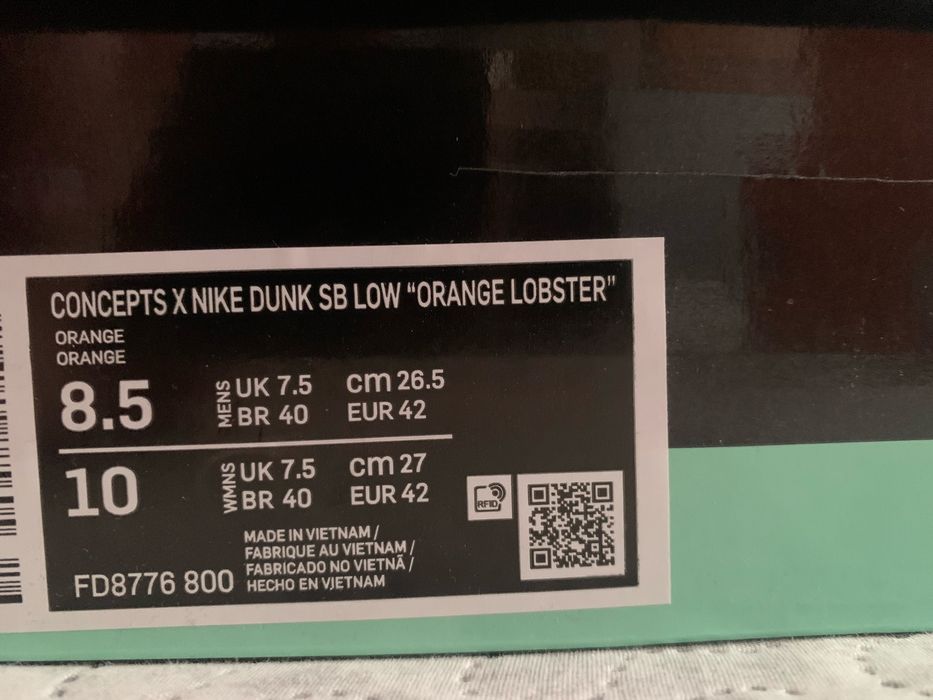 CONCEPTS X NIKE DUNK SB LOW “ORANGE LOBSTER”
ORANGE
ORANGE
8.5 MENS UK 7.5 cm 26.5
BR 40 EUR 42
10 WMNS UK 7.5 cm 27
BR 40 EUR 42
RFID
MADE IN VIETNAM /
FABRIQUE AU VIETNAM /
FABRICADO NO VIETNÃ /
HECHO EN VIETNAM
FD8776 800